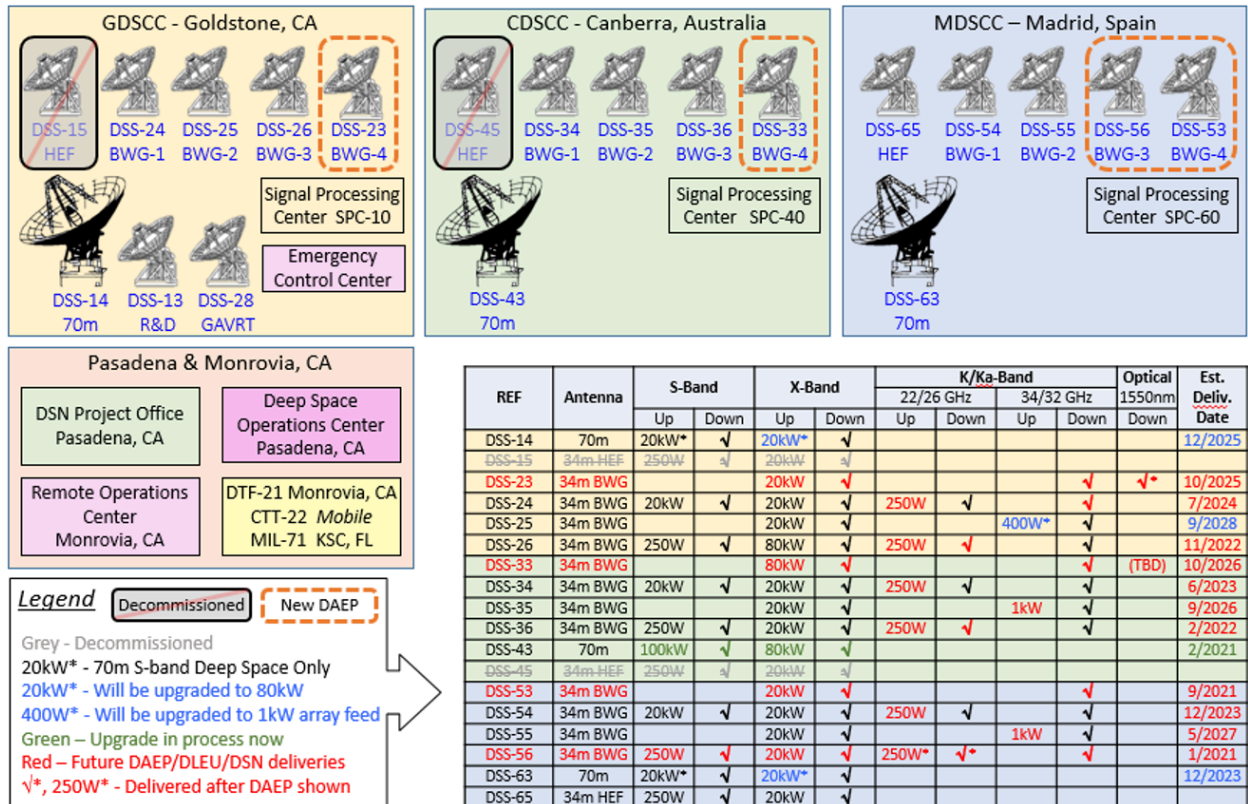 GDSCC - Goldstone, CA
DSS-15 DSS-24 DSS-25 DSS-26 DSS-23
HEF BWG-1 BWG-2 BWG-3 BWG-4
Signal Processing
Center SPC-10
Emergency
Control Center
DSS-14 DSS-13 DSS-28
70m R&D GAVRT
CDSCC - Canberra, Australia
DSS-45 DSS-34 DSS-35 DSS-36 DSS-33
HEF BWG-1 BWG-2 BWG-3 BWG-4
Signal Processing
Center SPC-40
DSS-43
70m
MDSCC – Madrid, Spain
DSS-65 DSS-54 DSS-55 DSS-56 DSS-53
HEF BWG-1 BWG-2 BWG-3 BWG-4
Signal Processing
Center SPC-60
DSS-63
70m
Pasadena & Monrovia, CA
DSN Project Office
Pasadena, CA
Deep Space
Operations Center
Pasadena, CA
Remote Operations
Center
Monrovia, CA
DTF-21 Monrovia, CA
CTT-22 Mobile
MIL-71 KSC, FL
Legend Decommissioned New DAEP
Grey - Decommissioned
20kW* - 70m S-band Deep Space Only
20kW* - Will be upgraded to 80kW
400W* - Will be upgraded to 1kW array feed
Green – Upgrade in process now
Red – Future DAEP/DLEU/DSN deliveries
√*, 250W* - Delivered after DAEP shown
REF Antenna S-Band X-Band K/Ka-Band Optical Est.
22/26 GHz 34/32 GHz 1550nm Deliv.
Up Down Up Down Up Down Up Down Down Date
DSS-14 70m 20kW* √ 20kW* √ 12/2025
DSS-15 34m HEF 250W √ 20kW √
DSS-23 34m BWG 20kW √ √ √* 10/2025
DSS-24 34m BWG 20kW √ 20kW √ 250W √ √ 7/2024
DSS-25 34m BWG 20kW √ 400W* √ 9/2028
DSS-26 34m BWG 250W √ 80kW √ 250W √ √ 11/2022
DSS-33 34m BWG 80kW √ √ (TBD) 10/2026
DSS-34 34m BWG 20kW √ 20kW √ 250W √ √ 6/2023
DSS-35 34m BWG 20kW √ 1kW √ 9/2026
DSS-36 34m BWG 250W √ 20kW √ 250W √ √ 2/2022
DSS-43 70m 100kW √ 80kW √ 2/2021
DSS-45 34m HEF 250W √ 20kW √
DSS-53 34m BWG 20kW √ √ 9/2021
DSS-54 34m BWG 20kW √ 20kW √ 250W √ √ 12/2023
DSS-55 34m BWG 20kW √ 1kW √ 5/2027
DSS-56 34m BWG 250W √ 20kW √ 250W* √* √ 1/2021
DSS-63 70m 20kW* √ 20kW* √ 12/2023
DSS-65 34m HEF 250W √ 20kW √